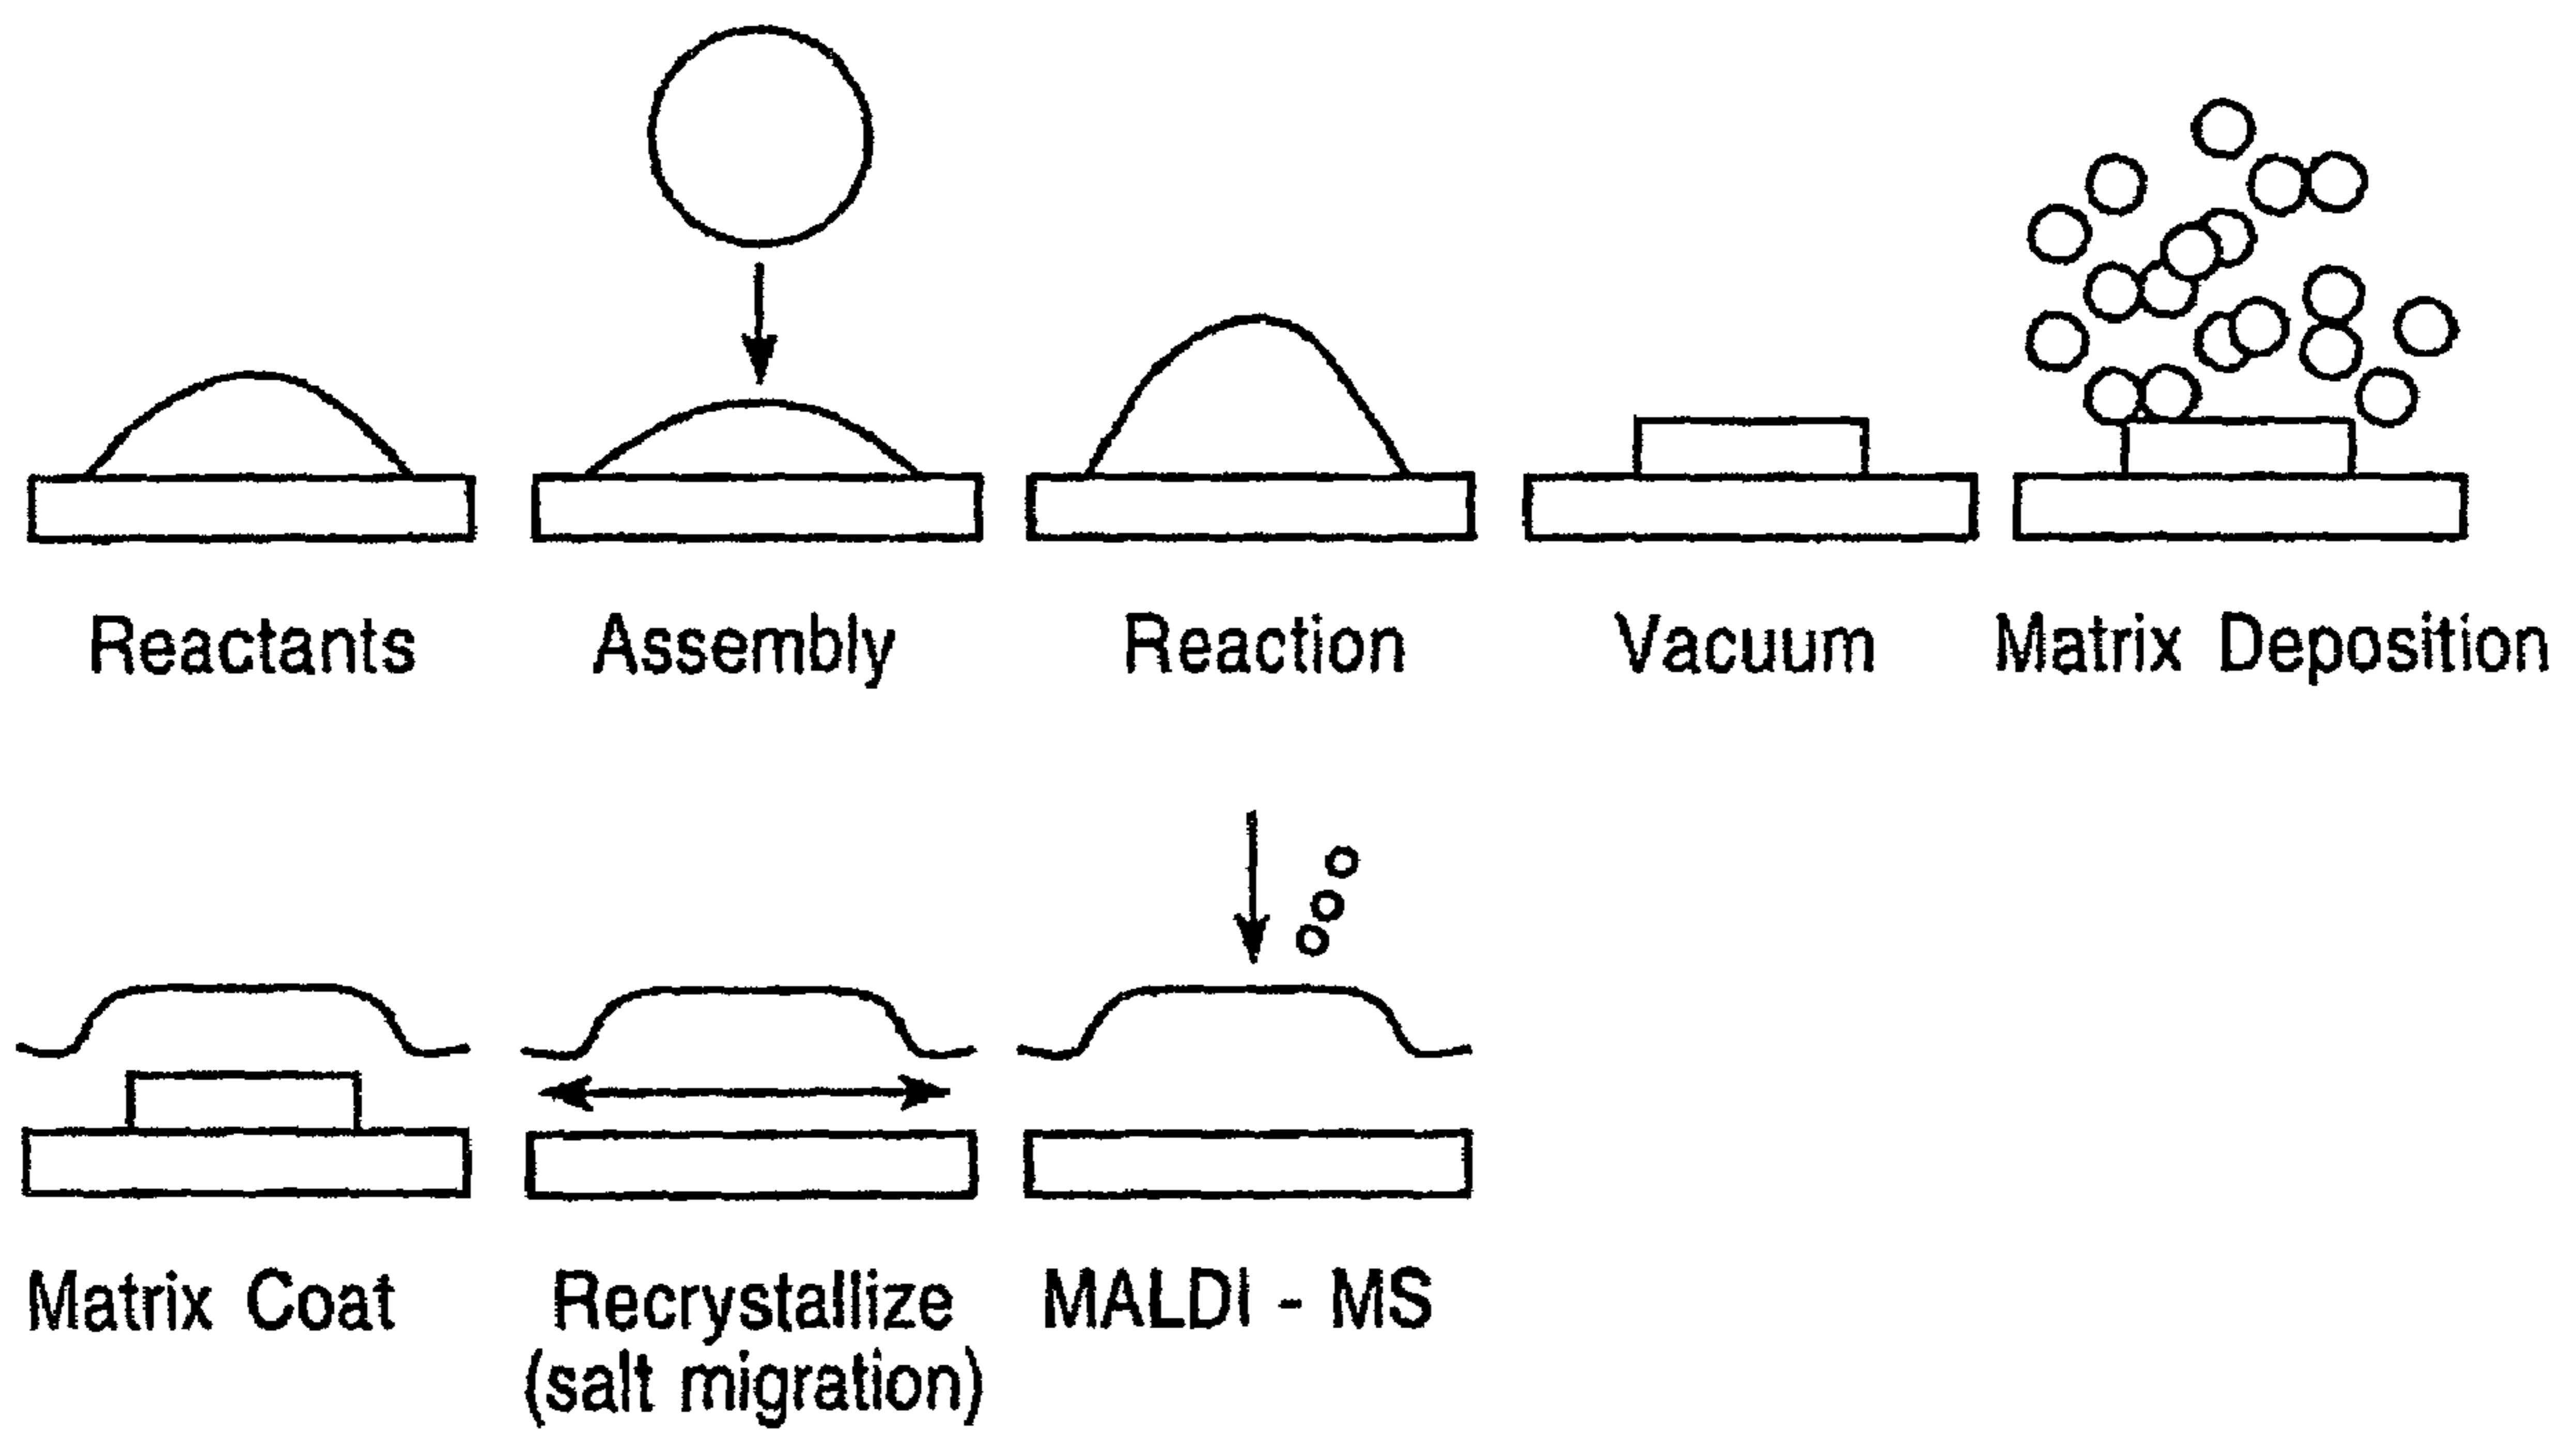 Reactants
Assembly
Reaction
Vacuum
Matrix Deposition
Matrix Coat
Recrystallize
(salt migration)
MALDI - MS